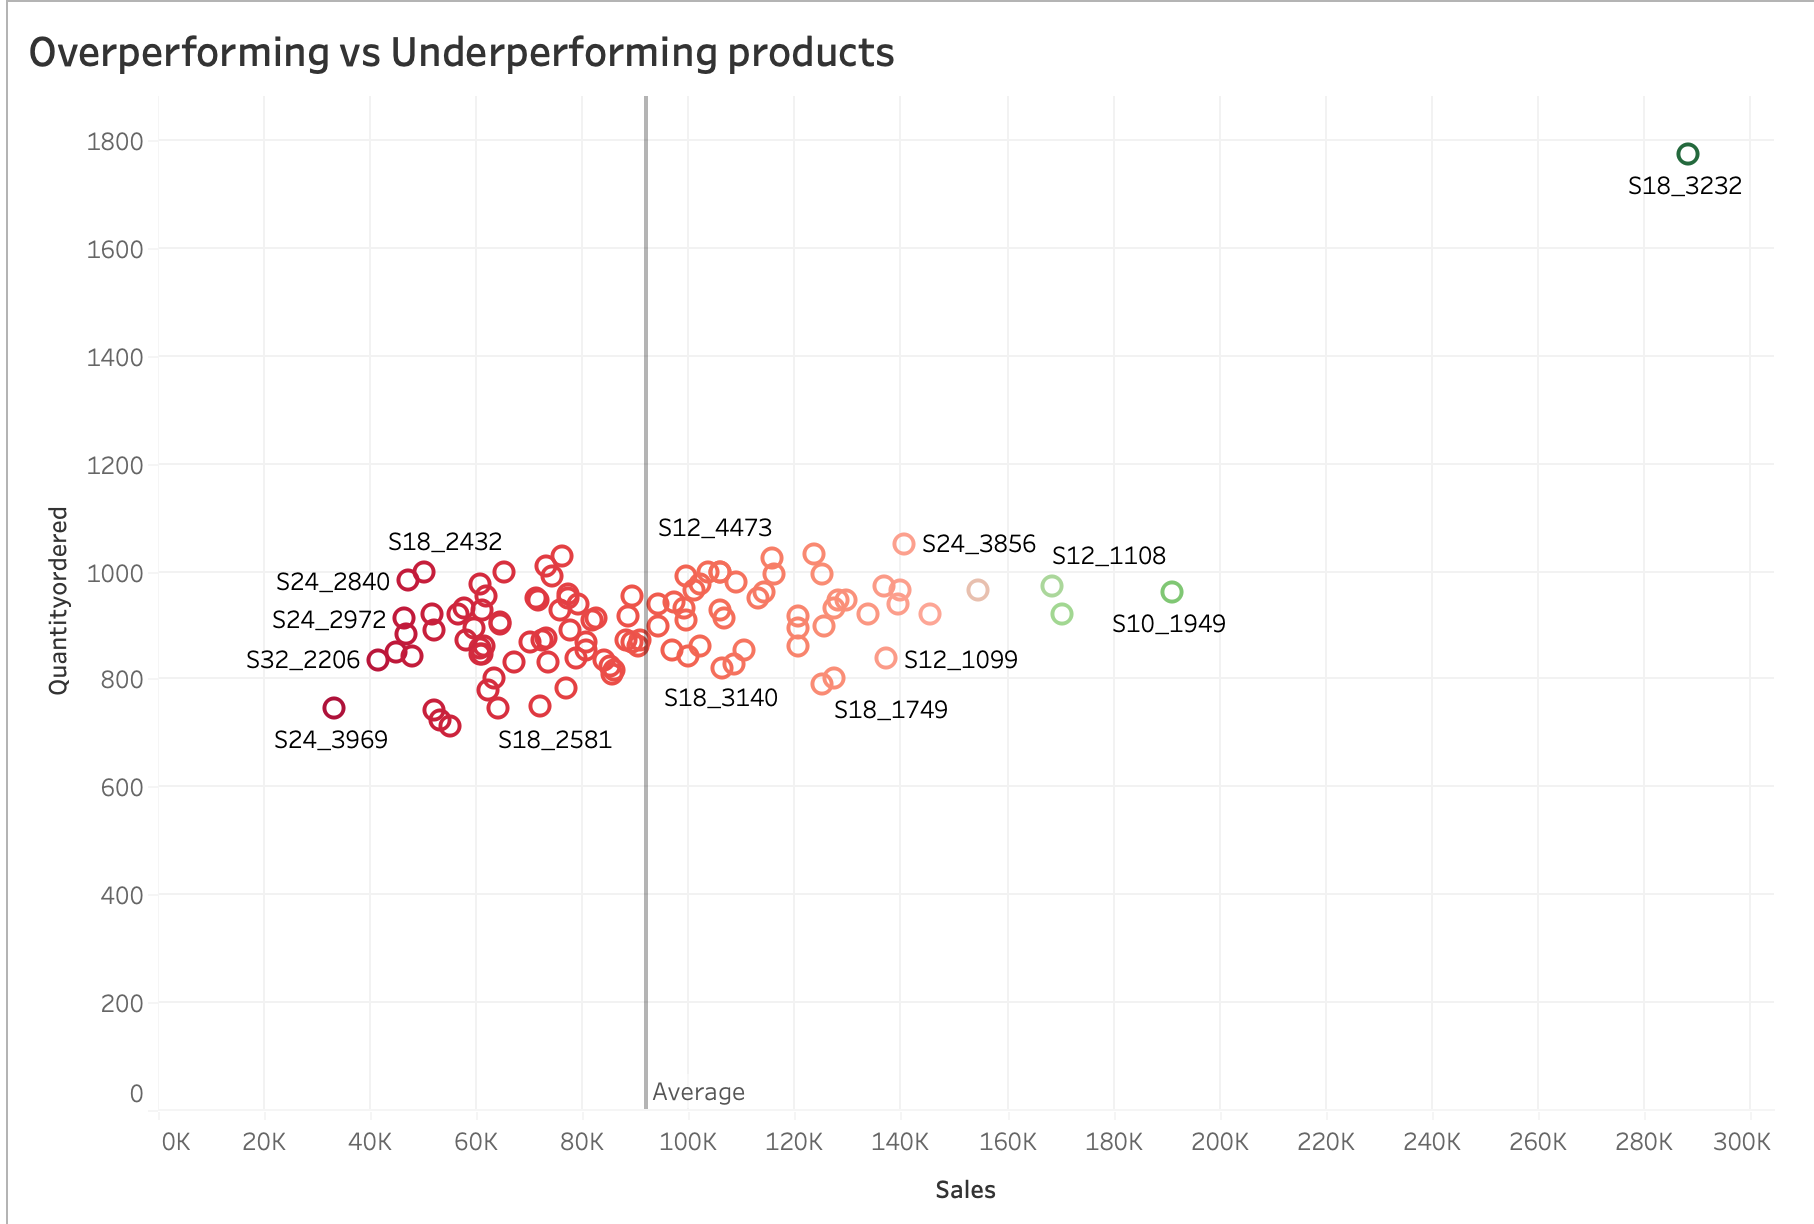 Overperforming vs Underperforming products
1800
S18_3232
1600
1400
1200
S12_4473
S18_2432
S24_3856
S12_1108
1000
S24_2840
S24_2972
S10_1949
S32_2206
S12_1099
800
S18_3140
S18_1749
S24_3969
S18_2581
600
400
200
0
Average
Quantityordered
0K 20K 40K 60K 80K 100K 120K 140K 160K 180K 200K 220K 240K 260K 280K 300K
Sales